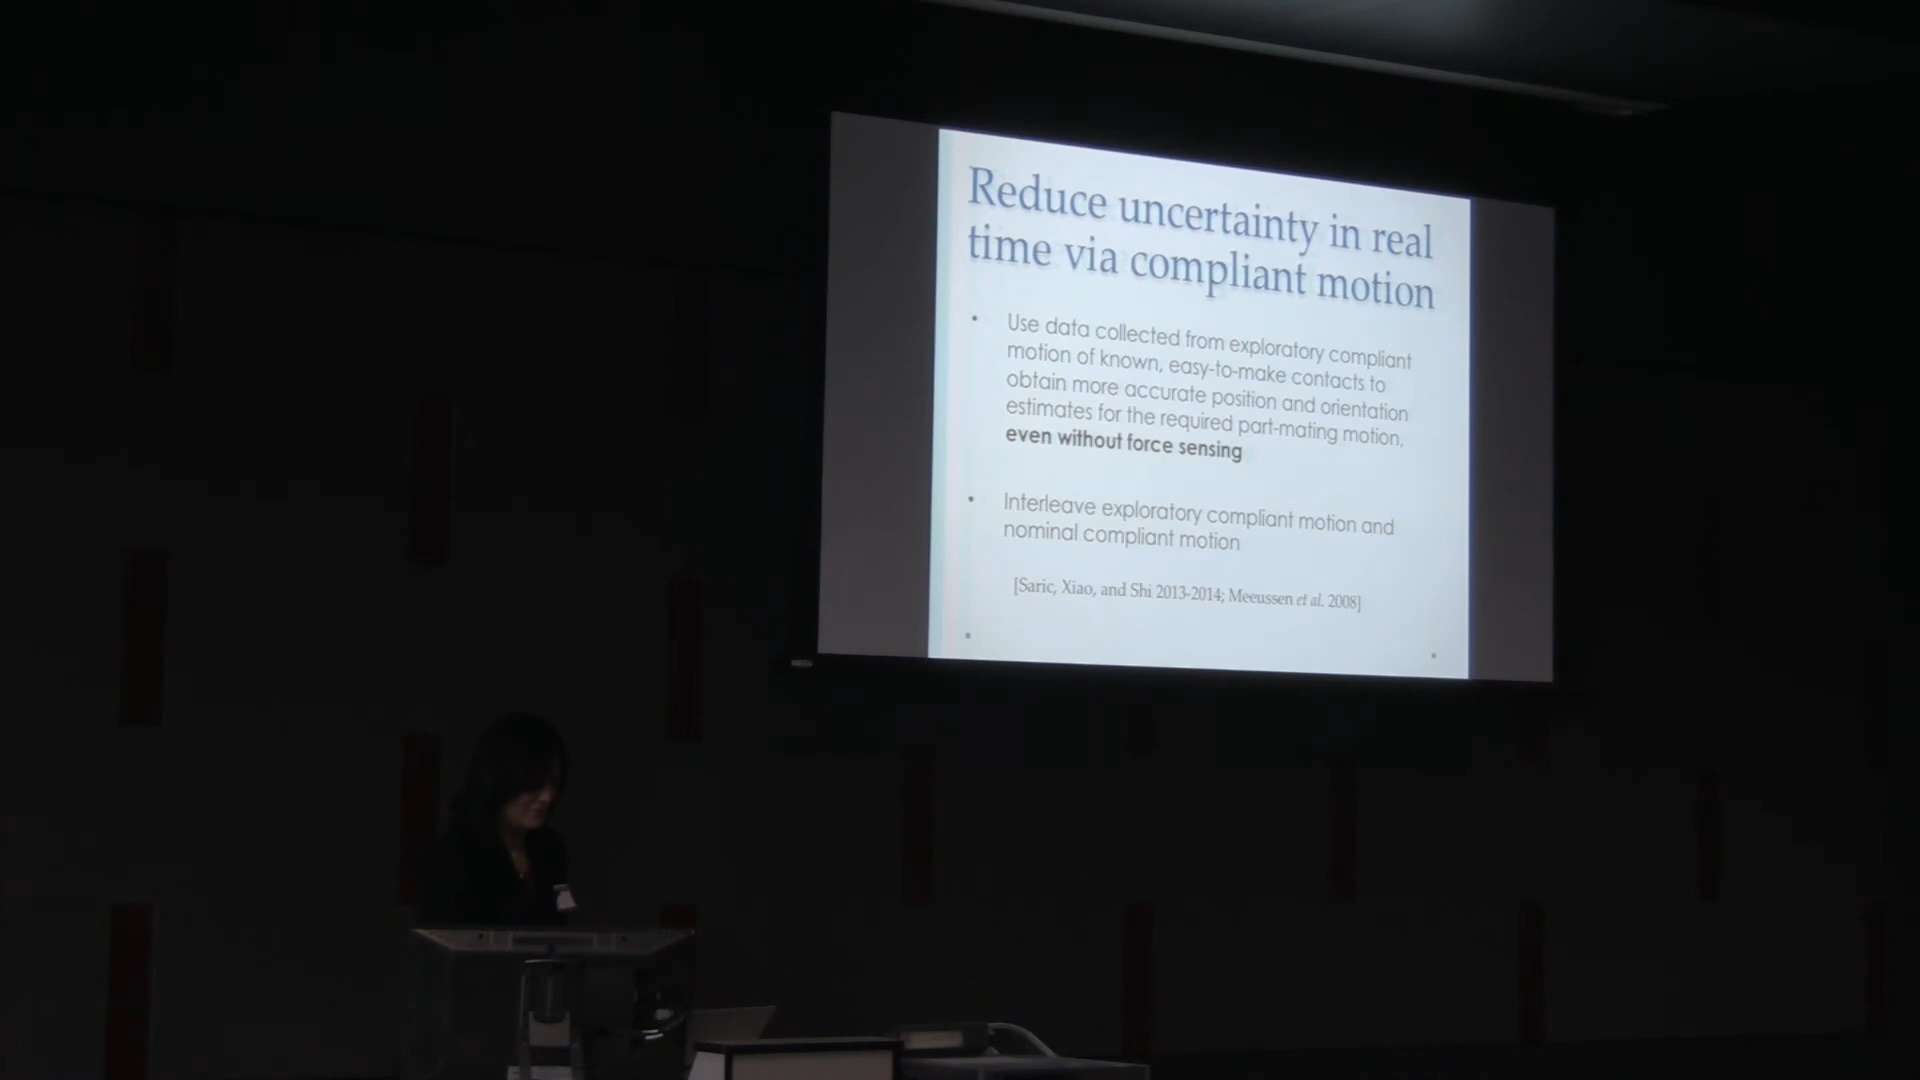 Reduce uncertainty in real
time via compliant motion
• Use data collected from exploratory compliant
motion of known, easy-to-make contacts to
obtain more accurate position and orientation
estimates for the required part-mating motion,
even without force sensing
• Interleave exploratory compliant motion and
nominal compliant motion
[Saric, Xiao, and Shi 2013-2014; Meeussen et al. 2008]